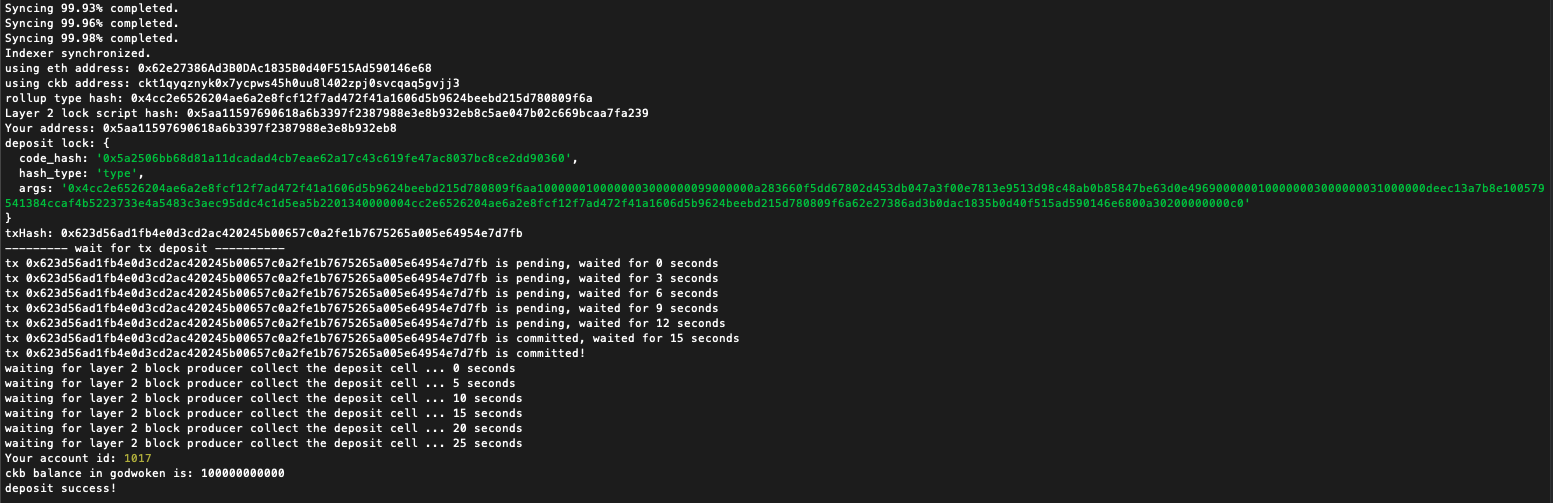 Syncing 99.93% completed.
Syncing 99.96% completed.
Syncing 99.98% completed.
Indexer synchronized.
using eth address: 0x62e27386Ad3B0DAc1835B0d40F515Ad590146e68
using ckb address: ckt1qyqznyk0x7ycpws45h0uu8l402zpj0svcqaq5gvjj3
rollup type hash: 0x4cc2e6526204ae6a2e8fcf12f7ad472f41a1606d5b9624beebd215d780809f6a
Layer 2 lock script hash: 0x5aa11597690618a6b3397f2387988e3e8b932eb8c5ae047b02c669bcaa7fa239
Your address: 0x5aa11597690618a6b3397f2387988e3e8b932eb8
deposit lock: {
  code_hash: '0x5a2506bb68d81a11dcadad4cb7eae62a17c43c619fe47ac8037bc8ce2dd90360',
  hash_type: 'type',
  args: '0x4cc2e6526204ae6a2e8fcf12f7ad472f41a1606d5b9624beebd215d780809f6aa10000001000000030000000099000000a283660f5dd67802d453db047a3f00e7813e9513d98c48ab0b85847be63d0e49690000001000000003000000031000000deec13a7b8e100579
541384ccaf4b5223733e4a5483c3aec95ddc4c1d5ea5b2201340000004cc2e6526204ae6a2e8fcf12f7ad472f41a1606d5b9624beebd215d780809f6a62e27386ad3b0dac1835b0d40f515ad590146e6800a30200000000c0'
}
txHash: 0x623d56ad1fb4e0d3cd2ac420245b00657c0a2fe1b7675265a005e64954e7d7fb
--------- wait for tx deposit ----------
tx 0x623d56ad1fb4e0d3cd2ac420245b00657c0a2fe1b7675265a005e64954e7d7fb is pending, waited for 0 seconds
tx 0x623d56ad1fb4e0d3cd2ac420245b00657c0a2fe1b7675265a005e64954e7d7fb is pending, waited for 3 seconds
tx 0x623d56ad1fb4e0d3cd2ac420245b00657c0a2fe1b7675265a005e64954e7d7fb is pending, waited for 6 seconds
tx 0x623d56ad1fb4e0d3cd2ac420245b00657c0a2fe1b7675265a005e64954e7d7fb is pending, waited for 9 seconds
tx 0x623d56ad1fb4e0d3cd2ac420245b00657c0a2fe1b7675265a005e64954e7d7fb is pending, waited for 12 seconds
tx 0x623d56ad1fb4e0d3cd2ac420245b00657c0a2fe1b7675265a005e64954e7d7fb is committed, waited for 15 seconds
tx 0x623d56ad1fb4e0d3cd2ac420245b00657c0a2fe1b7675265a005e64954e7d7fb is committed!
waiting for layer 2 block producer collect the deposit cell ... 0 seconds
waiting for layer 2 block producer collect the deposit cell ... 5 seconds
waiting for layer 2 block producer collect the deposit cell ... 10 seconds
waiting for layer 2 block producer collect the deposit cell ... 15 seconds
waiting for layer 2 block producer collect the deposit cell ... 20 seconds
waiting for layer 2 block producer collect the deposit cell ... 25 seconds
Your account id: 1017
ckb balance in godwoken is: 100000000000
deposit success!